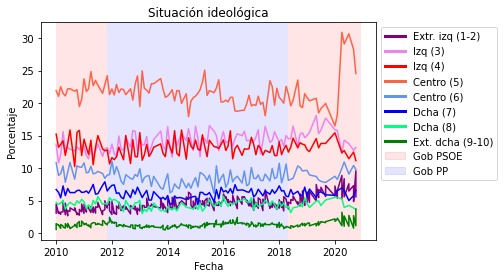 Situación ideológica
Porcentaje
30
25
20
15
10
5
0
2010
2012
2014
2016
2018
2020
Fecha
Extr. izq (1-2)
Izq (3)
Izq (4)
Centro (5)
Centro (6)
Dcha (7)
Dcha (8)
Ext. dcha (9-10)
Gob PSOE
Gob PP